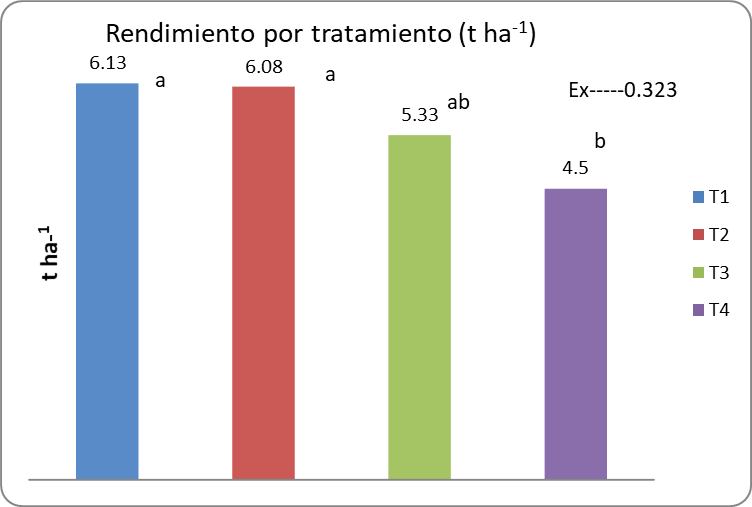 Rendimiento por tratamiento (t ha-1)
6.13
a
6.08
a
5.33
ab
4.5
b
Ex-----0.323
t ha-1
T1
T2
T3
T4